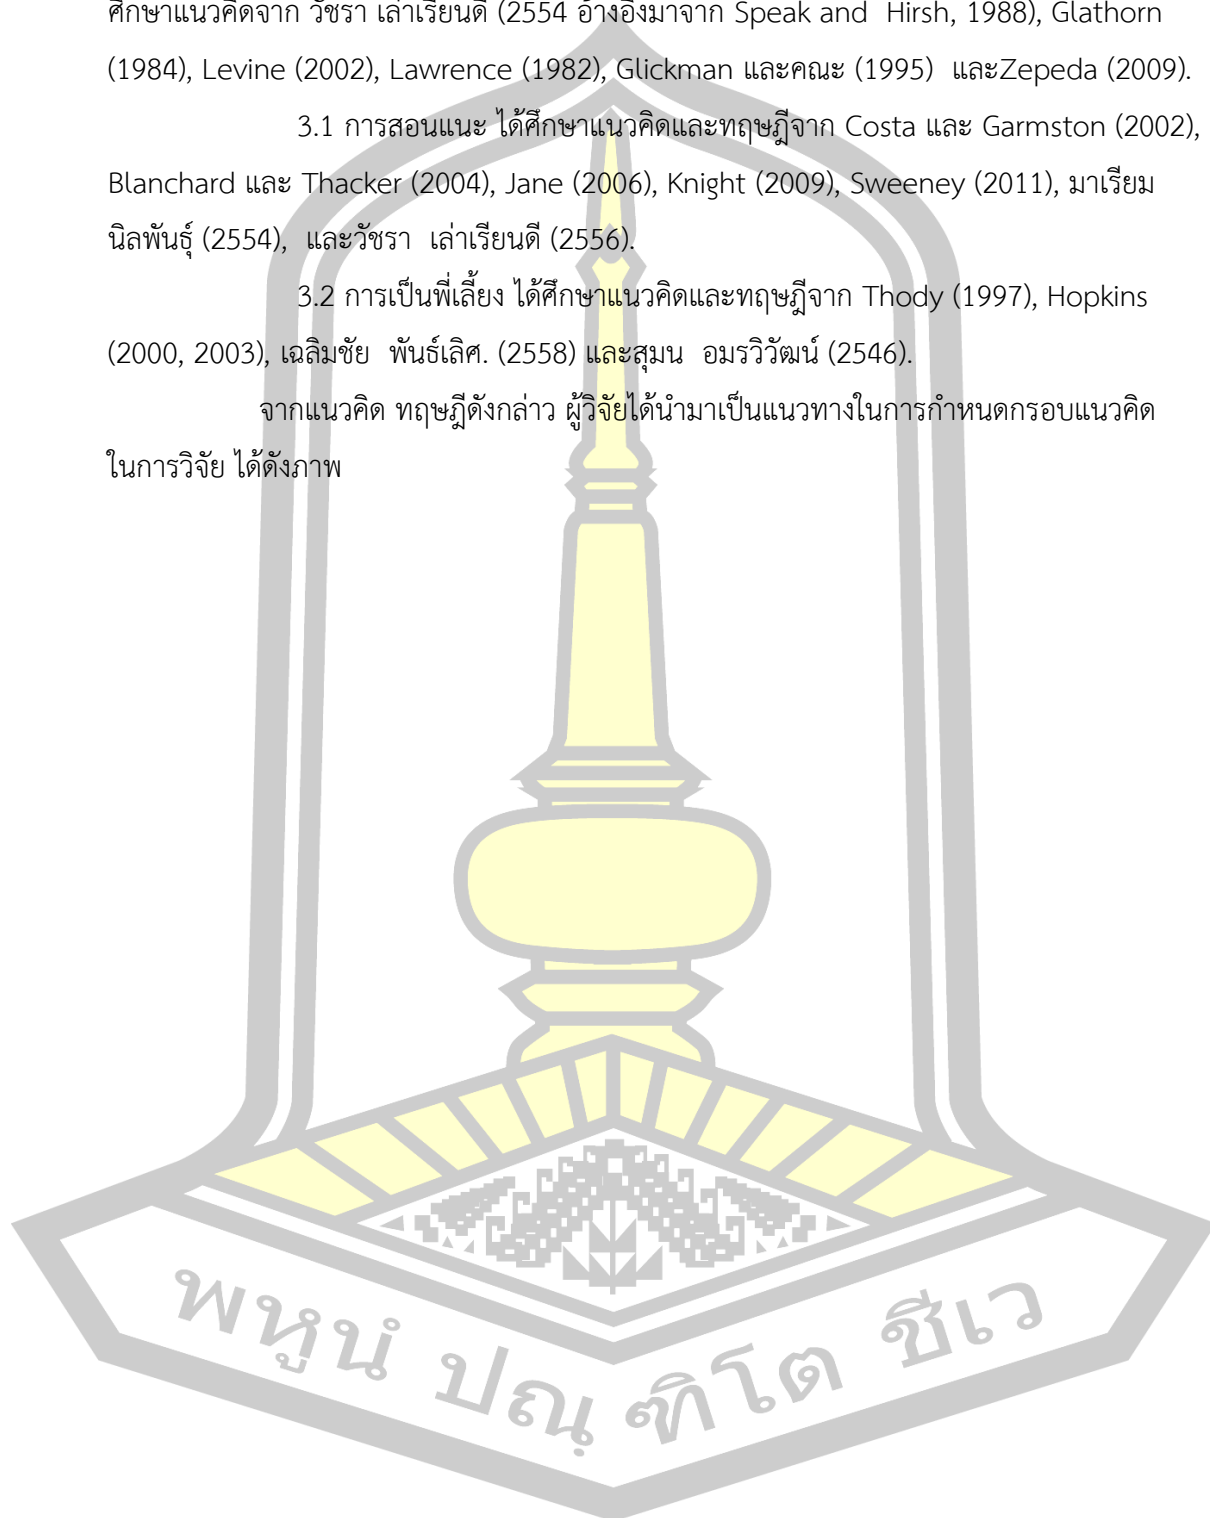 ศึกษาแนวคิดจาก วัชรา เล่าเรียนดี (2554 อ้างอิงมาจาก Speak and Hirsh, 1988), Glathorn
(1984), Levine (2002), Lawrence (1982), Glickman และคณะ (1995) และZepeda (2009).
3.1 การสอนแนะ ได้ศึกษาแนวคิดและทฤษฎีจาก Costa และ Garmston (2002),
Blanchard และ Thacker (2004), Jane (2006), Knight (2009), Sweeney (2011), มาเรียม
นิลพันธุ์ (2554), และวัชรา เล่าเรียนดี (2556).
3.2 การเป็นพี่เลี้ยง ได้ศึกษาแนวคิดและทฤษฎีจาก Thody (1997), Hopkins
(2000, 2003), เฉลิมชัย พันธ์เลิศ. (2558) และสุมน อมรวิวัฒน์ (2546).
จากแนวคิด ทฤษฎีดังกล่าว ผู้วิจัยได้นำมาเป็นแนวทางในการกำหนดกรอบแนวคิด
ในการวิจัย ได้ดังภาพ
พหูนํ ปณฺฑิโต ชีเว